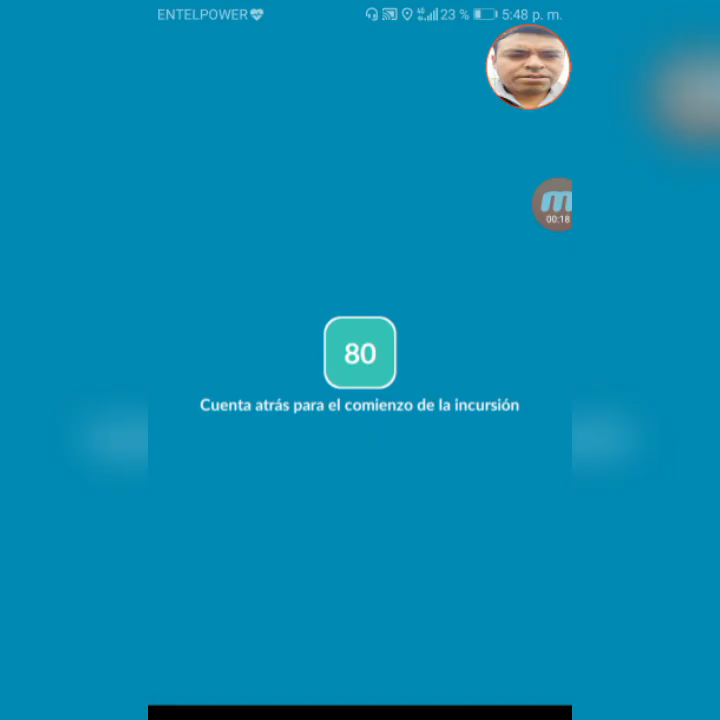 ENTELPOWER 23 % 5:48 p. m.
m
00:18
80
Cuenta atrás para el comienzo de la incursión